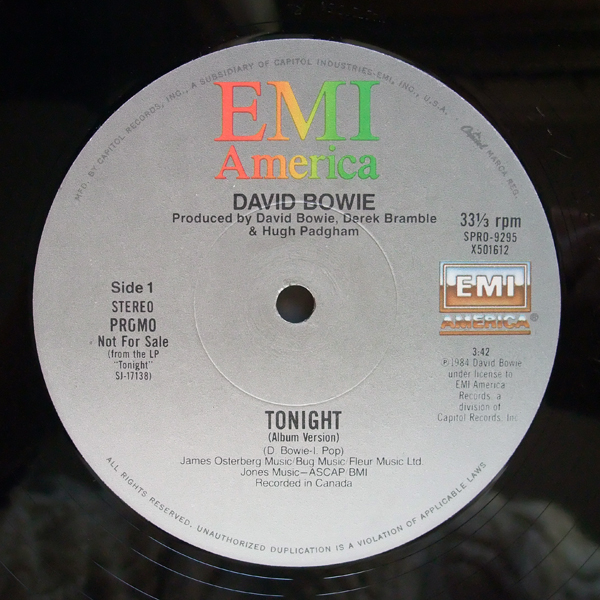 MFD. BY CAPITOL RECORDS, INC., A SUBSIDIARY OF CAPITOL INDUSTRIES-EMI, INC., U.S.A.
Capitol MARCA REG.
EMI
America
DAVID BOWIE
Produced by David Bowie, Derek Bramble
& Hugh Padgham
33⅓ rpm
SPRO-9295
X501612
EMI
AMERICA®
Side 1
STEREO
PROMO
Not For Sale
(from the LP
"Tonight"
SJ-17138)
3:42
℗1984 David Bowie
under license to
EMI America
Records, a
division of
Capitol Records, Inc.
TONIGHT
(Album Version)
(D. Bowie-I. Pop)
James Osterberg Music/Bug Music/Fleur Music Ltd.
Jones Music—ASCAP/BMI
Recorded in Canada
ALL RIGHTS RESERVED. UNAUTHORIZED DUPLICATION IS A VIOLATION OF APPLICABLE LAWS